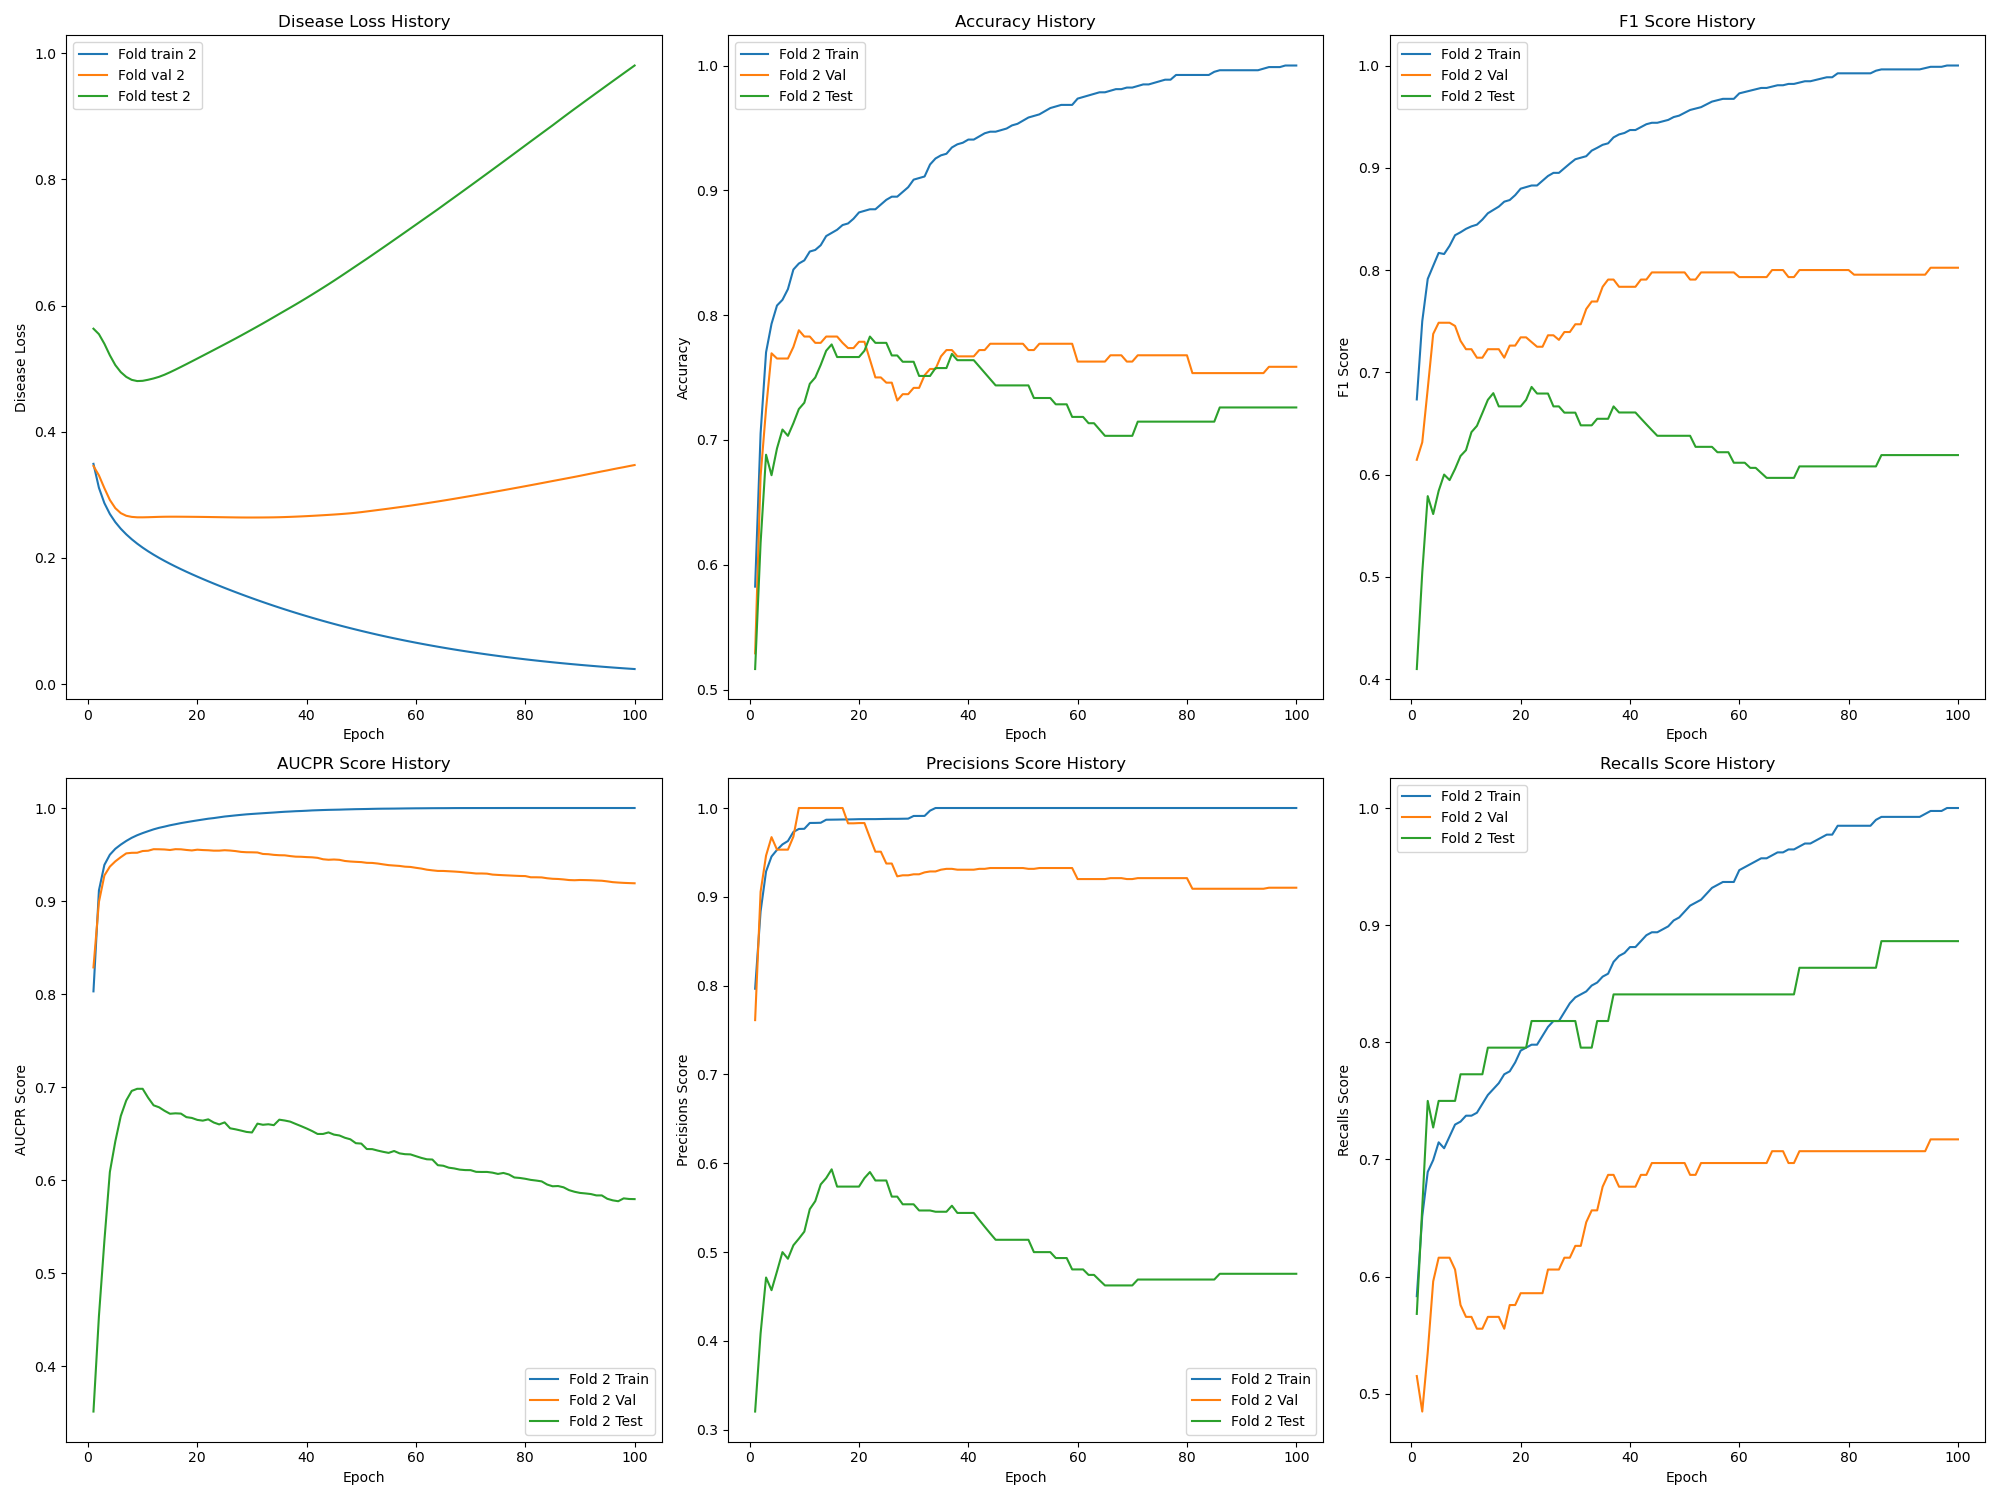 Disease Loss History
Fold train 2
Fold val 2
Fold test 2
Disease Loss
1.0
0.8
0.6
0.4
0.2
0.0
0 20 40 60 80 100
Epoch
Accuracy History
Fold 2 Train
Fold 2 Val
Fold 2 Test
Accuracy
1.0
0.9
0.8
0.7
0.6
0.5
0 20 40 60 80 100
Epoch
F1 Score History
Fold 2 Train
Fold 2 Val
Fold 2 Test
F1 Score
1.0
0.9
0.8
0.7
0.6
0.5
0.4
0 20 40 60 80 100
Epoch
AUCPR Score History
AUCPR Score
1.0
0.9
0.8
0.7
0.6
0.5
0.4
Fold 2 Train
Fold 2 Val
Fold 2 Test
0 20 40 60 80 100
Epoch
Precisions Score History
Precisions Score
1.0
0.9
0.8
0.7
0.6
0.5
0.4
0.3
Fold 2 Train
Fold 2 Val
Fold 2 Test
0 20 40 60 80 100
Epoch
Recalls Score History
Fold 2 Train
Fold 2 Val
Fold 2 Test
Recalls Score
1.0
0.9
0.8
0.7
0.6
0.5
0 20 40 60 80 100
Epoch